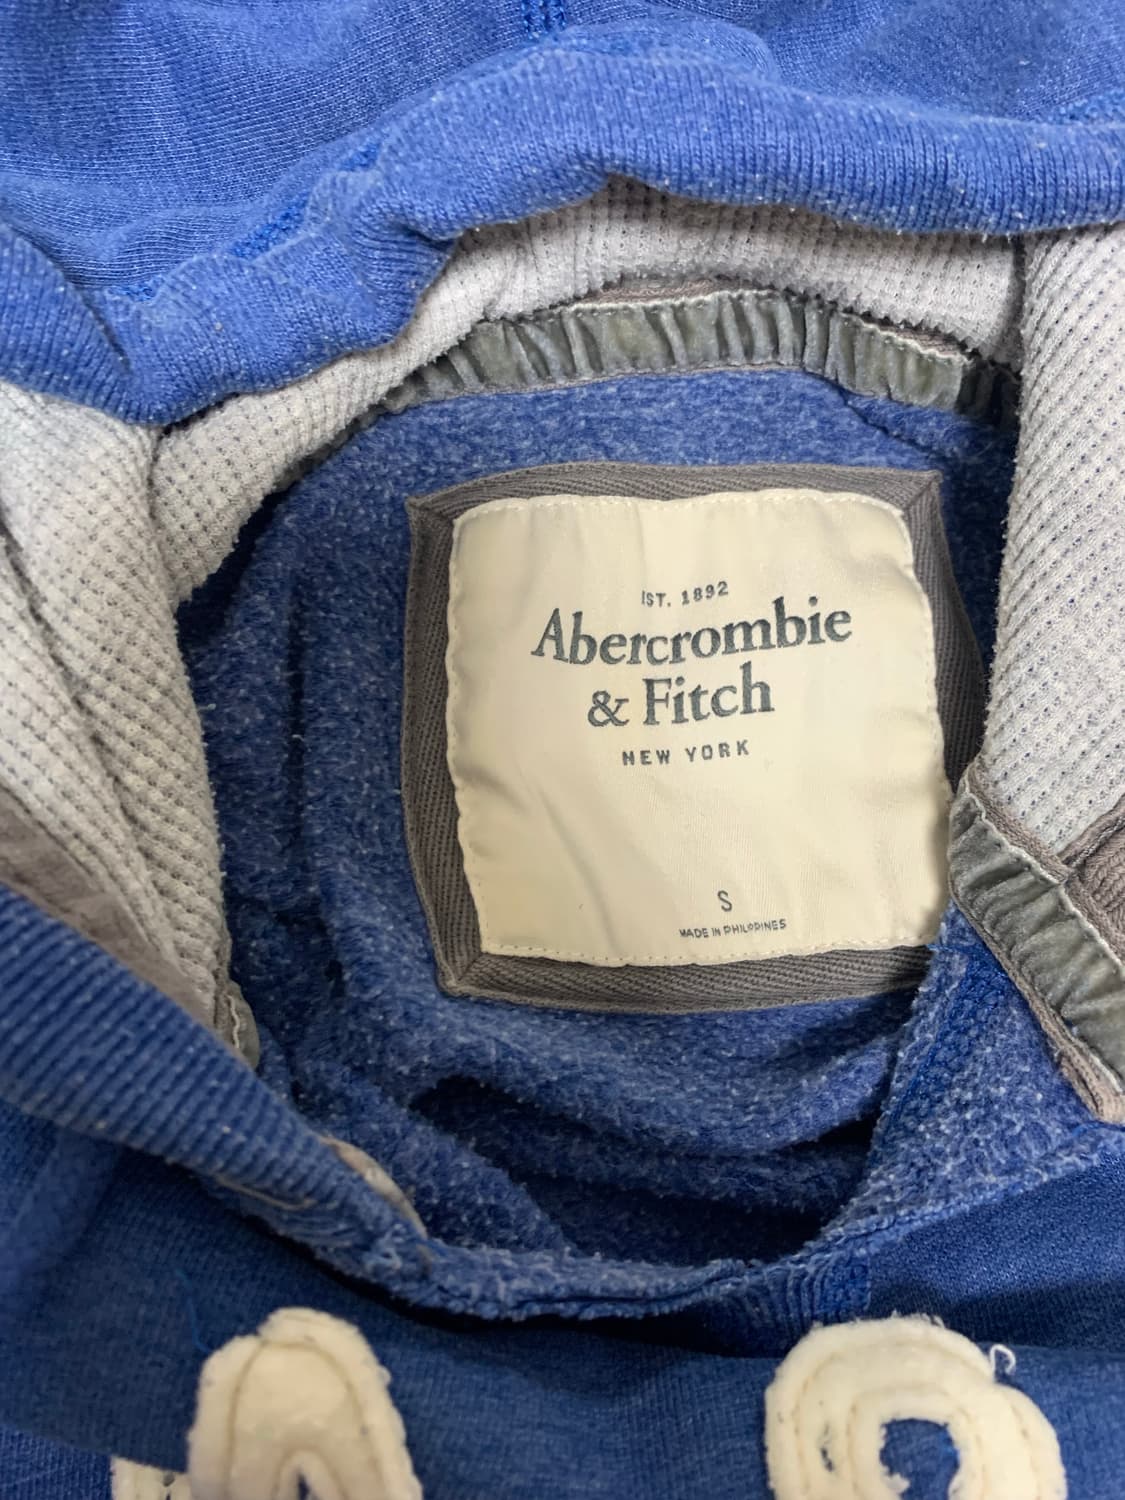 EST. 1892
Abercrombie
& Fitch
NEW YORK
S
MADE IN PHILIPPINES